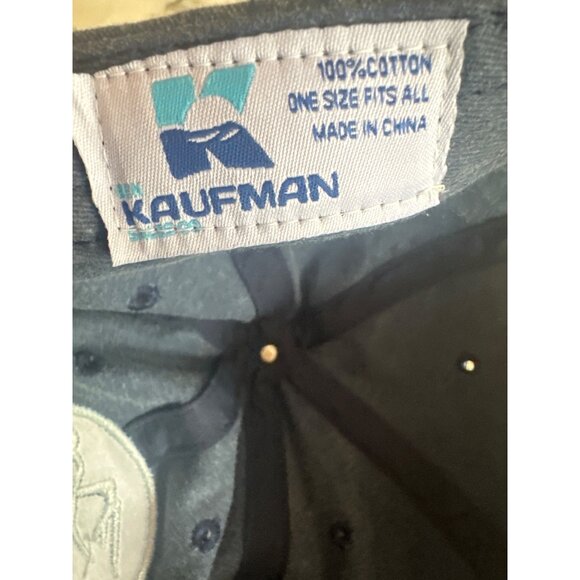 100%COTTON
ONE SIZE FITS ALL
MADE IN CHINA
KAUFMAN